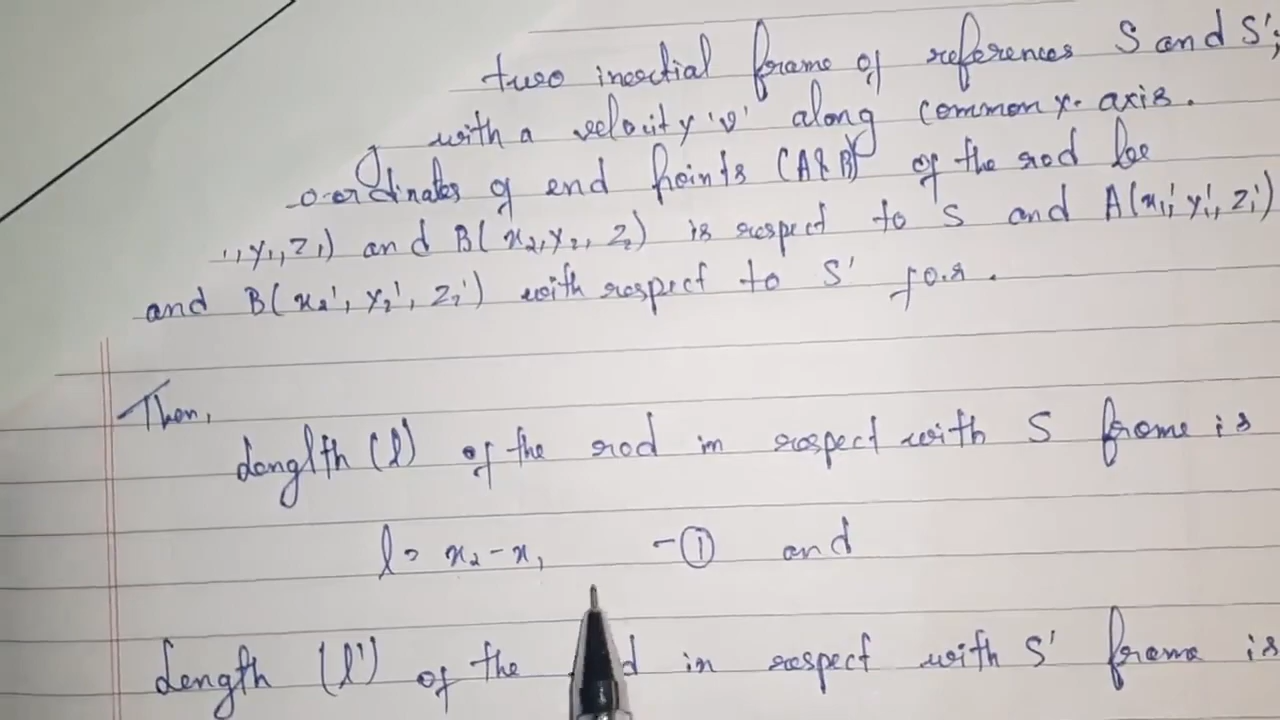 two inertial frame of references S and S';
with a velocity 'v' along common x-axis.
o-ordinates of end points (A & B) of the rod be
, y₁, z₁) and B( x₂, y₂, z₂) is respect to S and A(x₁', y₁', z₁')
and B( x₂', y₂', z₂') with respect to S' f.o.r.
Then,
Lenglth (l) of the rod in respect with S frame is
l = x₂ - x₁ - ① and
Length (l') of the d in respect with S' frame is